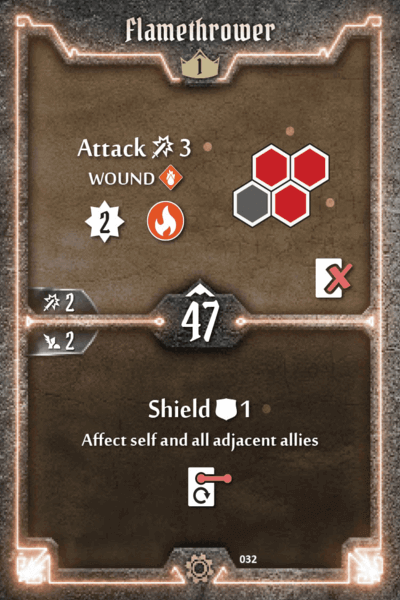 Flamethrower
1
Attack 3
WOUND
2
2
47
2
Shield 1
Affect self and all adjacent allies
032